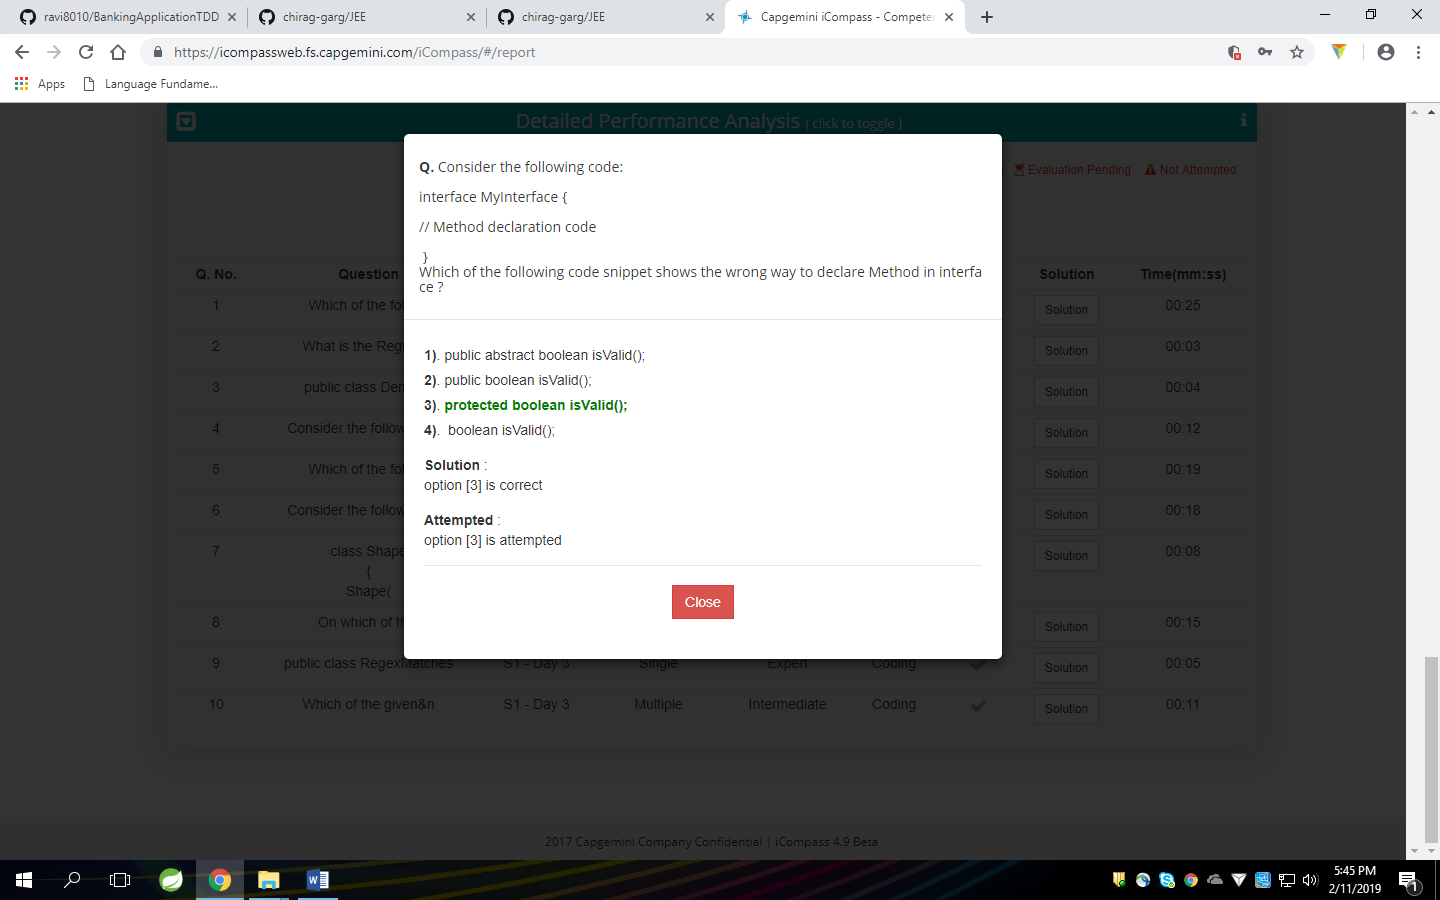 ravi8010/BankingApplicationTDD
chirag-garg/JEE
chirag-garg/JEE
Capgemini iCompass - Competen
https://icompassweb.fs.capgemini.com/iCompass/#/report
Apps
Language Fundame...
Detailed Performance Analysis ( click to toggle )
Evaluation Pending
Not Attempted
Q. Consider the following code:
interface MyInterface {
// Method declaration code
}
Which of the following code snippet shows the wrong way to declare Method in interfa
ce ?
1). public abstract boolean isValid();
2). public boolean isValid();
3). protected boolean isValid();
4). boolean isValid();
Solution :
option [3] is correct
Attempted :
option [3] is attempted
Close
Q. No. Question Solution Time(mm:ss)
1 Which of the fo Solution 00:25
2 What is the Reg Solution 00:03
3 public class Der Solution 00:04
4 Consider the follow Solution 00:12
5 Which of the fo Solution 00:19
6 Consider the follow Solution 00:18
7 class Shape Solution 00:08
{
Shape(
8 On which of t Solution 00:15
9 public class RegexMatches S1 - Day 3 Single Expert Coding Solution 00:05
10 Which of the given&n S1 - Day 3 Multiple Intermediate Coding Solution 00:11
2017 Capgemini Company Confidential | iCompass 4.9 Beta
5:45 PM
2/11/2019
1